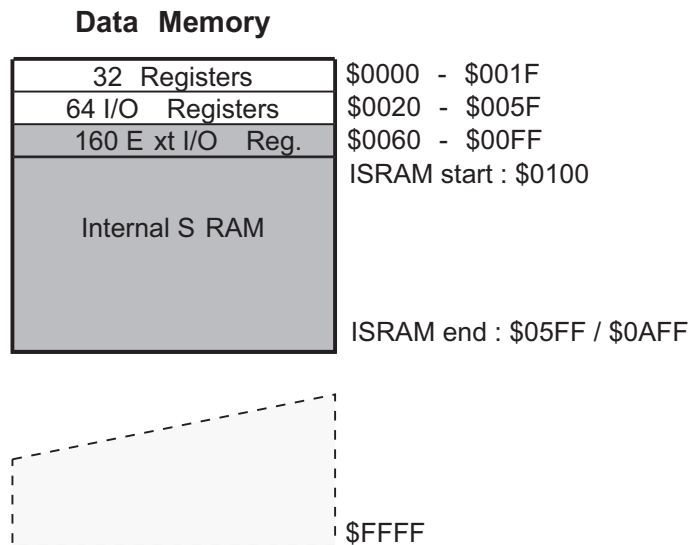 Data Memory
32 Registers $0000 - $001F
64 I/O Registers $0020 - $005F
160 E xt I/O Reg. $0060 - $00FF
ISRAM start : $0100
Internal S RAM
ISRAM end : $05FF / $0AFF
$FFFF